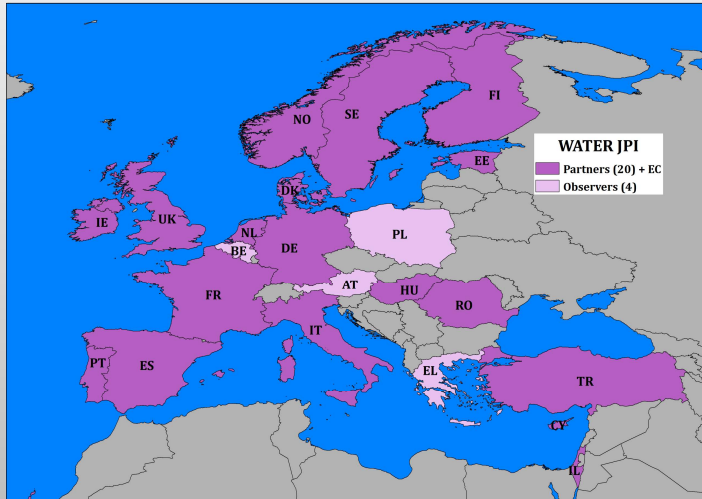 FI
SE
NO
WATER JPI
Partners (20) + EC
Observers (4)
EE
DK
IE
UK
NL
PL
BE
DE
AT
HU
FR
RO
IT
PT
ES
EL
TR
CY
IL